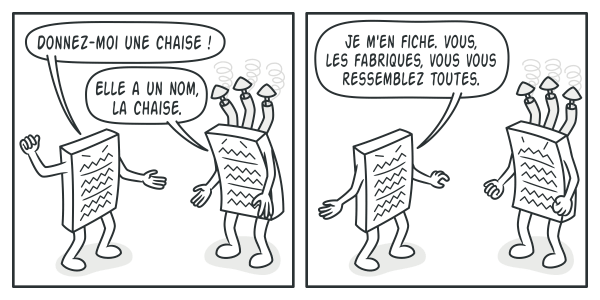 DONNEZ-MOI UNE CHAISE !
ELLE A UN NOM,
LA CHAISE.
JE M'EN FICHE. VOUS,
LES FABRIQUES, VOUS VOUS
RESSEMBLEZ TOUTES.